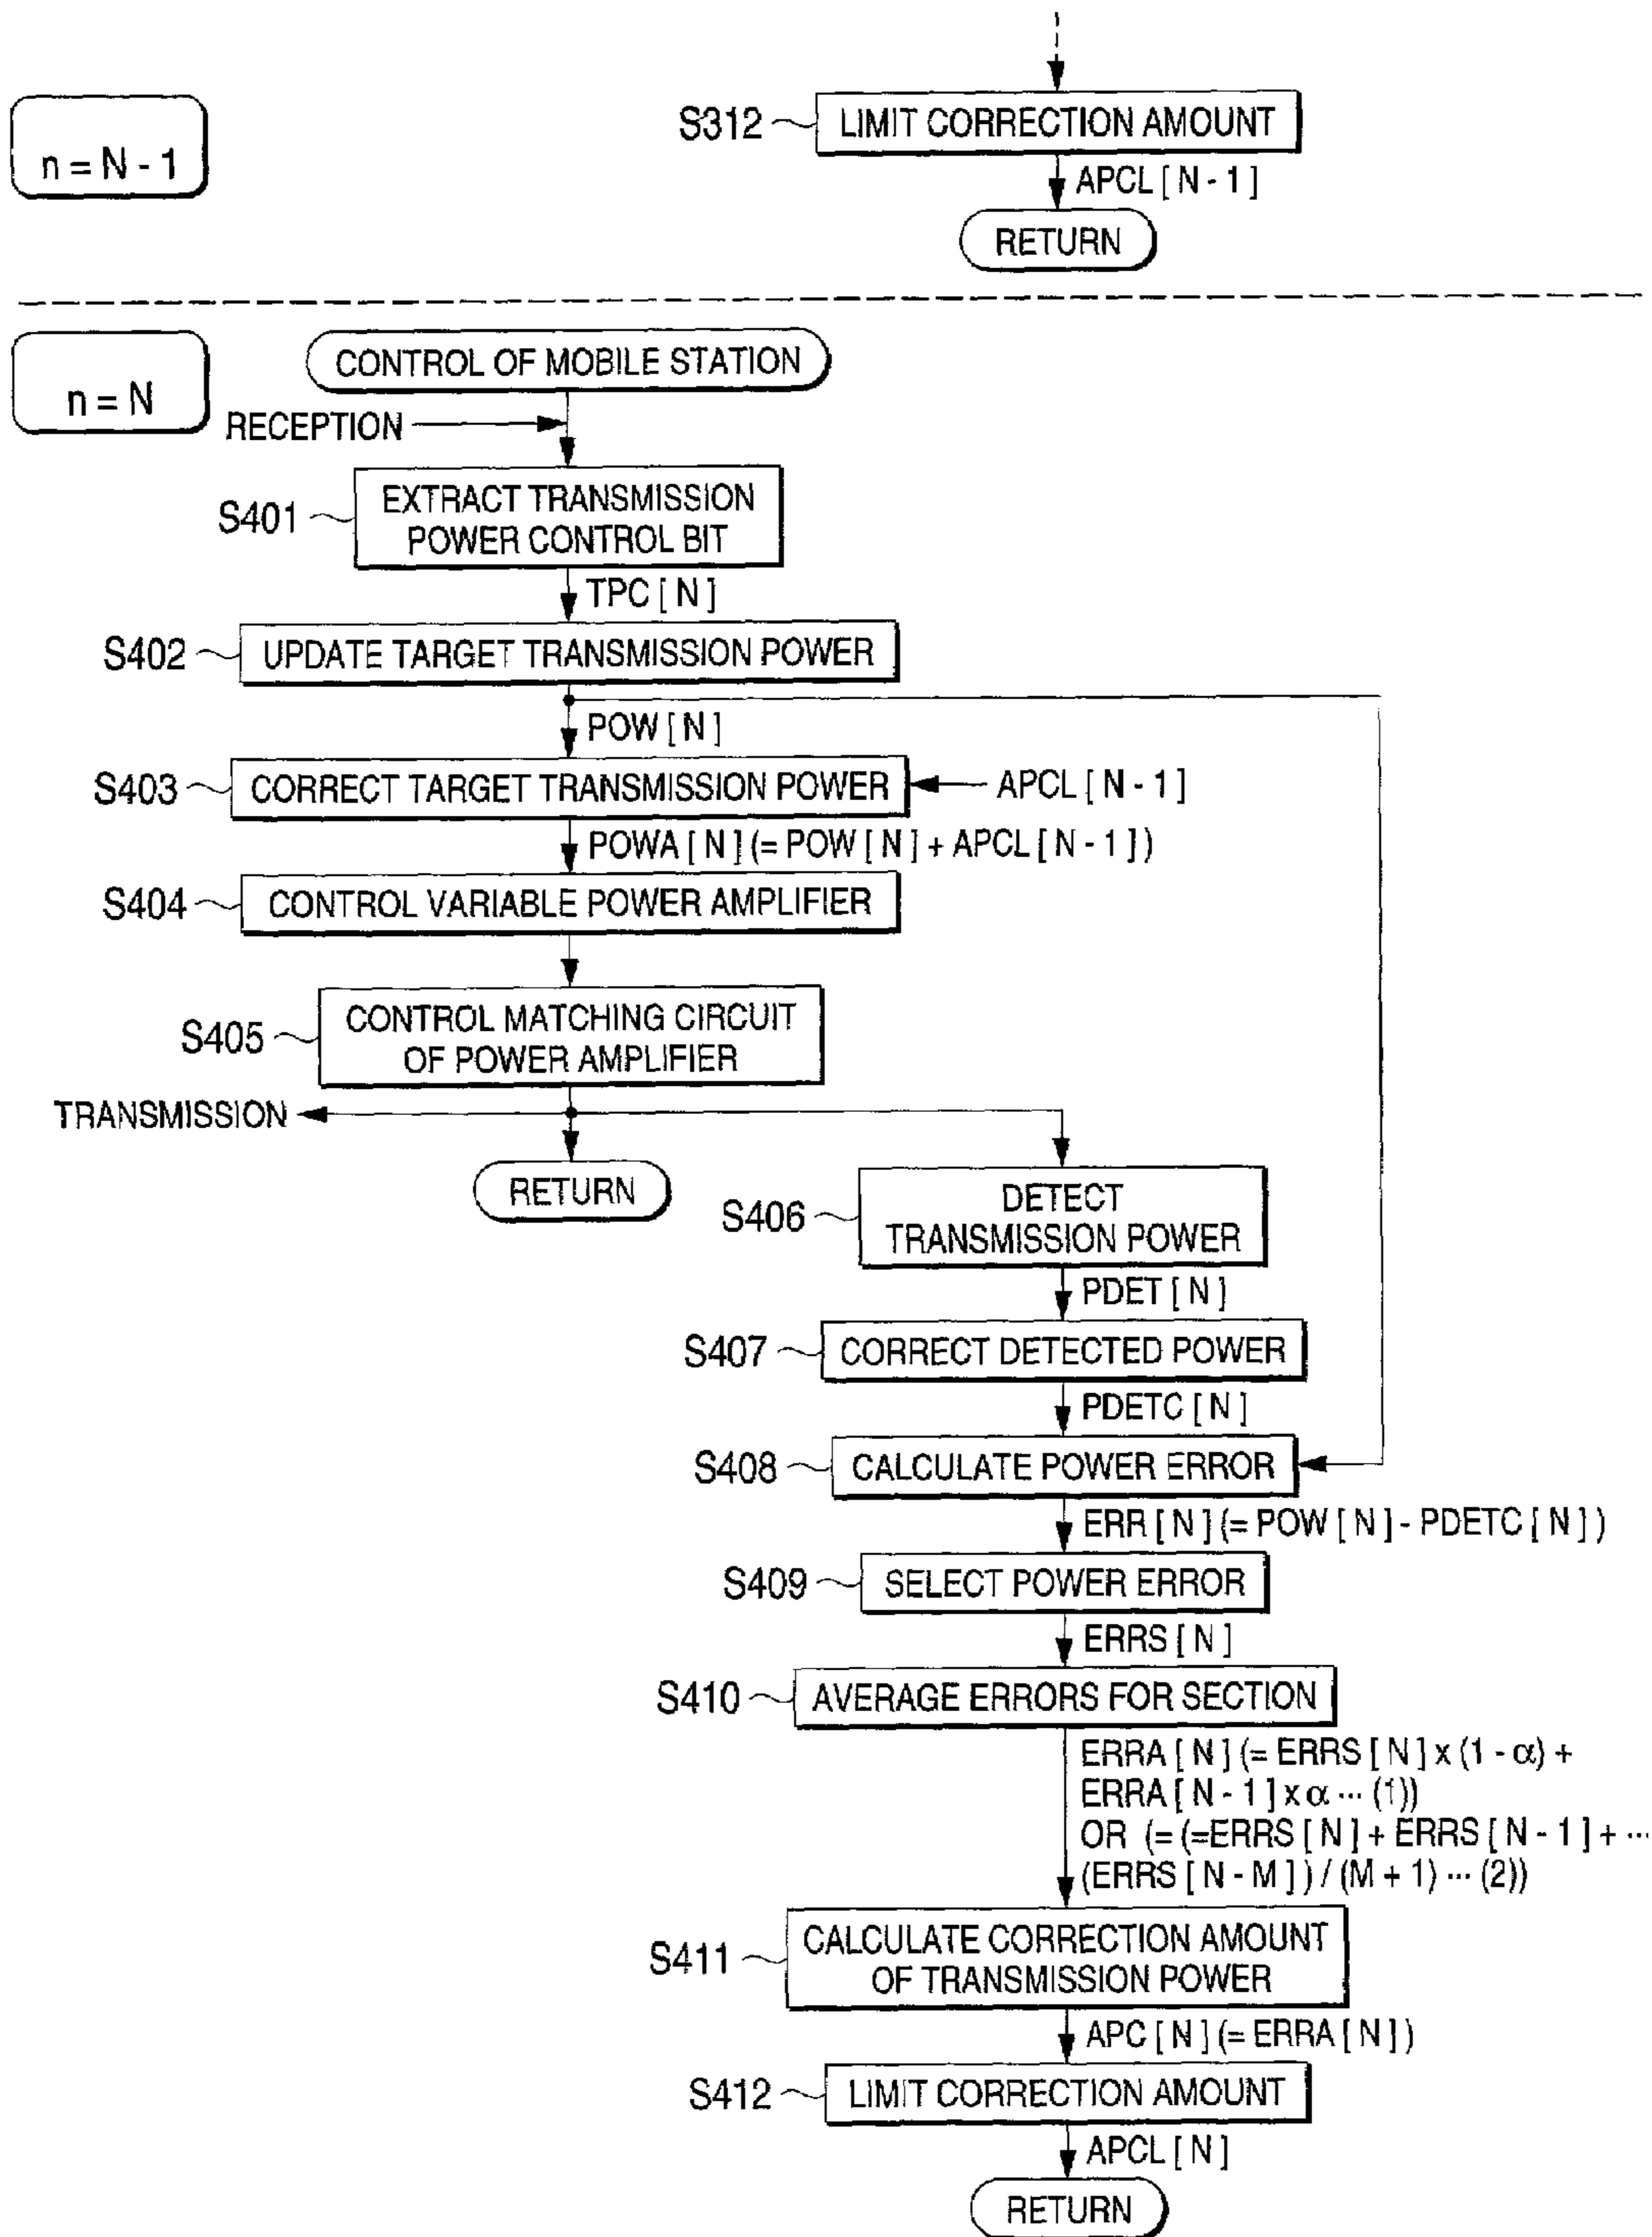 n = N - 1
S312
LIMIT CORRECTION AMOUNT
APCL [ N - 1 ]
RETURN
n = N
CONTROL OF MOBILE STATION
RECEPTION
S401
EXTRACT TRANSMISSION
POWER CONTROL BIT
TPC [ N ]
S402
UPDATE TARGET TRANSMISSION POWER
POW [ N ]
S403
CORRECT TARGET TRANSMISSION POWER
APCL [ N - 1 ]
POWA [ N ] (= POW [ N ] + APCL [ N - 1 ] )
S404
CONTROL VARIABLE POWER AMPLIFIER
S405
CONTROL MATCHING CIRCUIT
OF POWER AMPLIFIER
TRANSMISSION
RETURN
S406
DETECT
TRANSMISSION POWER
PDET [ N ]
S407
CORRECT DETECTED POWER
PDETC [ N ]
S408
CALCULATE POWER ERROR
ERR [ N ] (= POW [ N ] - PDETC [ N ] )
S409
SELECT POWER ERROR
ERRS [ N ]
S410
AVERAGE ERRORS FOR SECTION
ERRA [ N ] (= ERRS [ N ] x (1 - α) +
ERRA [ N - 1 ] x α ··· (1))
OR (= (=ERRS [ N ] + ERRS [ N - 1 ] + ···
(ERRS [ N - M ] ) / (M + 1) ··· (2))
S411
CALCULATE CORRECTION AMOUNT
OF TRANSMISSION POWER
APC [ N ] (= ERRA [ N ] )
S412
LIMIT CORRECTION AMOUNT
APCL [ N ]
RETURN